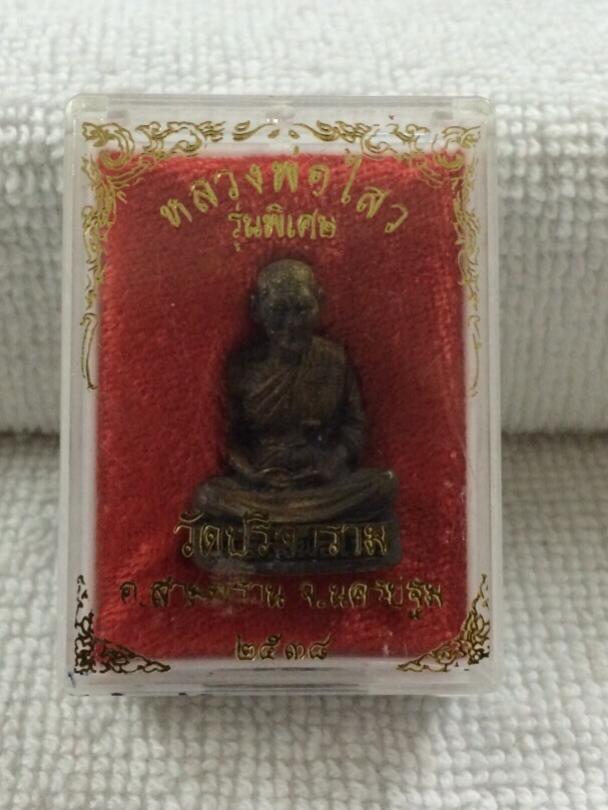 หลวงพ่อไสว
รุ่นพิเศษ
วัดปรีดาราม
อ.สามพราน จ.นครปฐม
๒๕๓๘